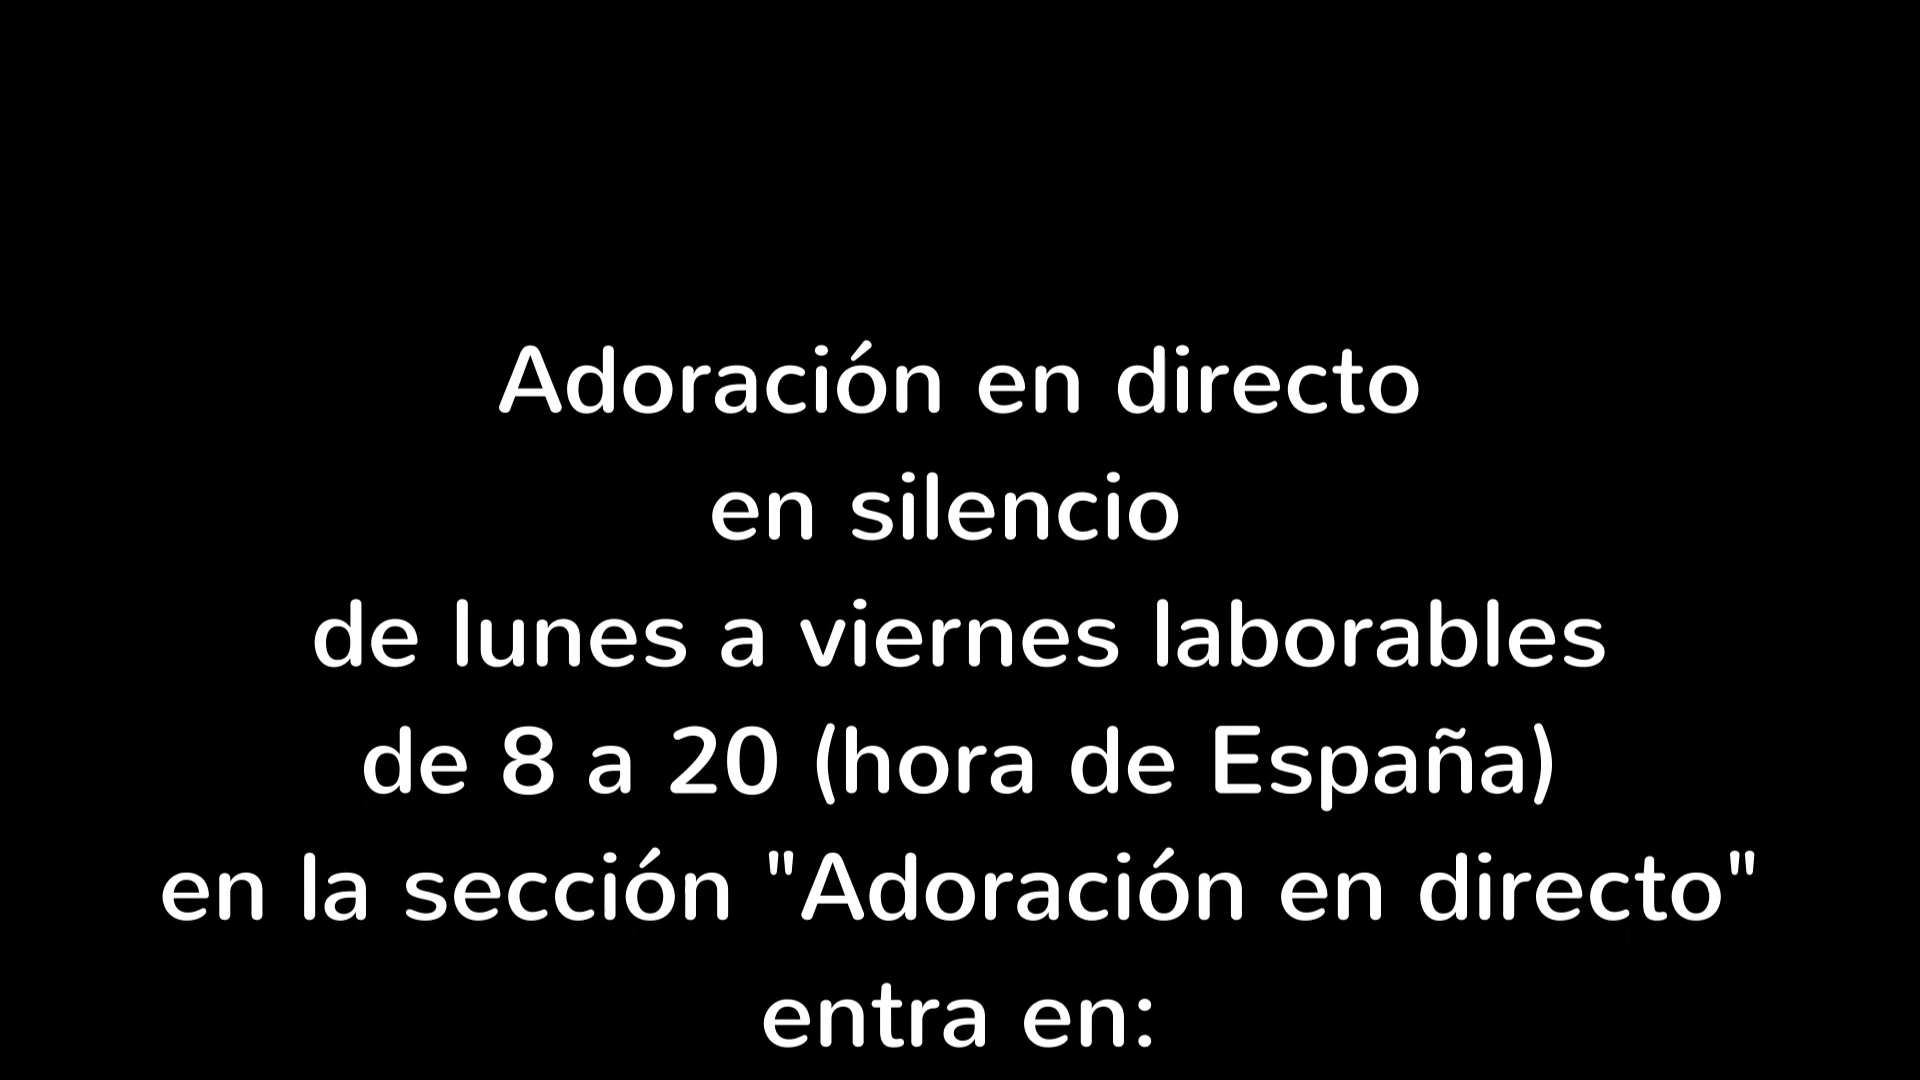 Adoración en directo
en silencio
de lunes a viernes laborables
de 8 a 20 (hora de España)
en la sección "Adoración en directo"
entra en: